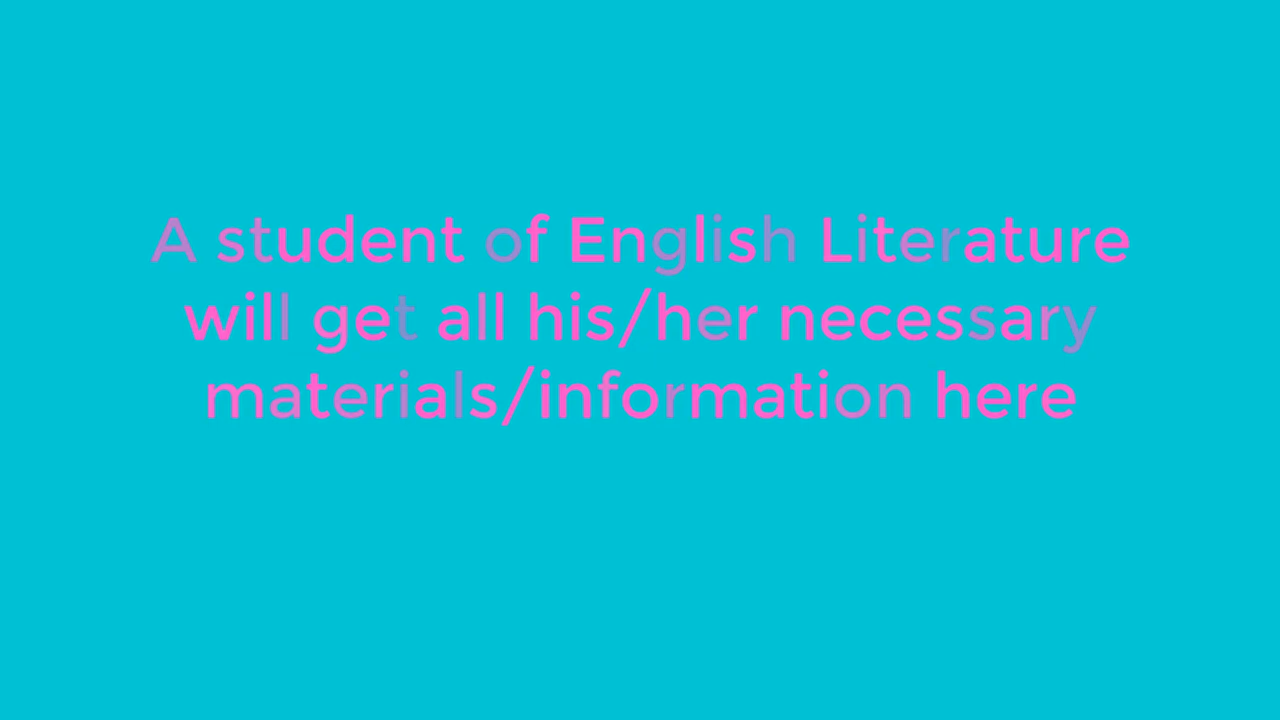 A student of English Literature
will get all his/her necessary
materials/information here